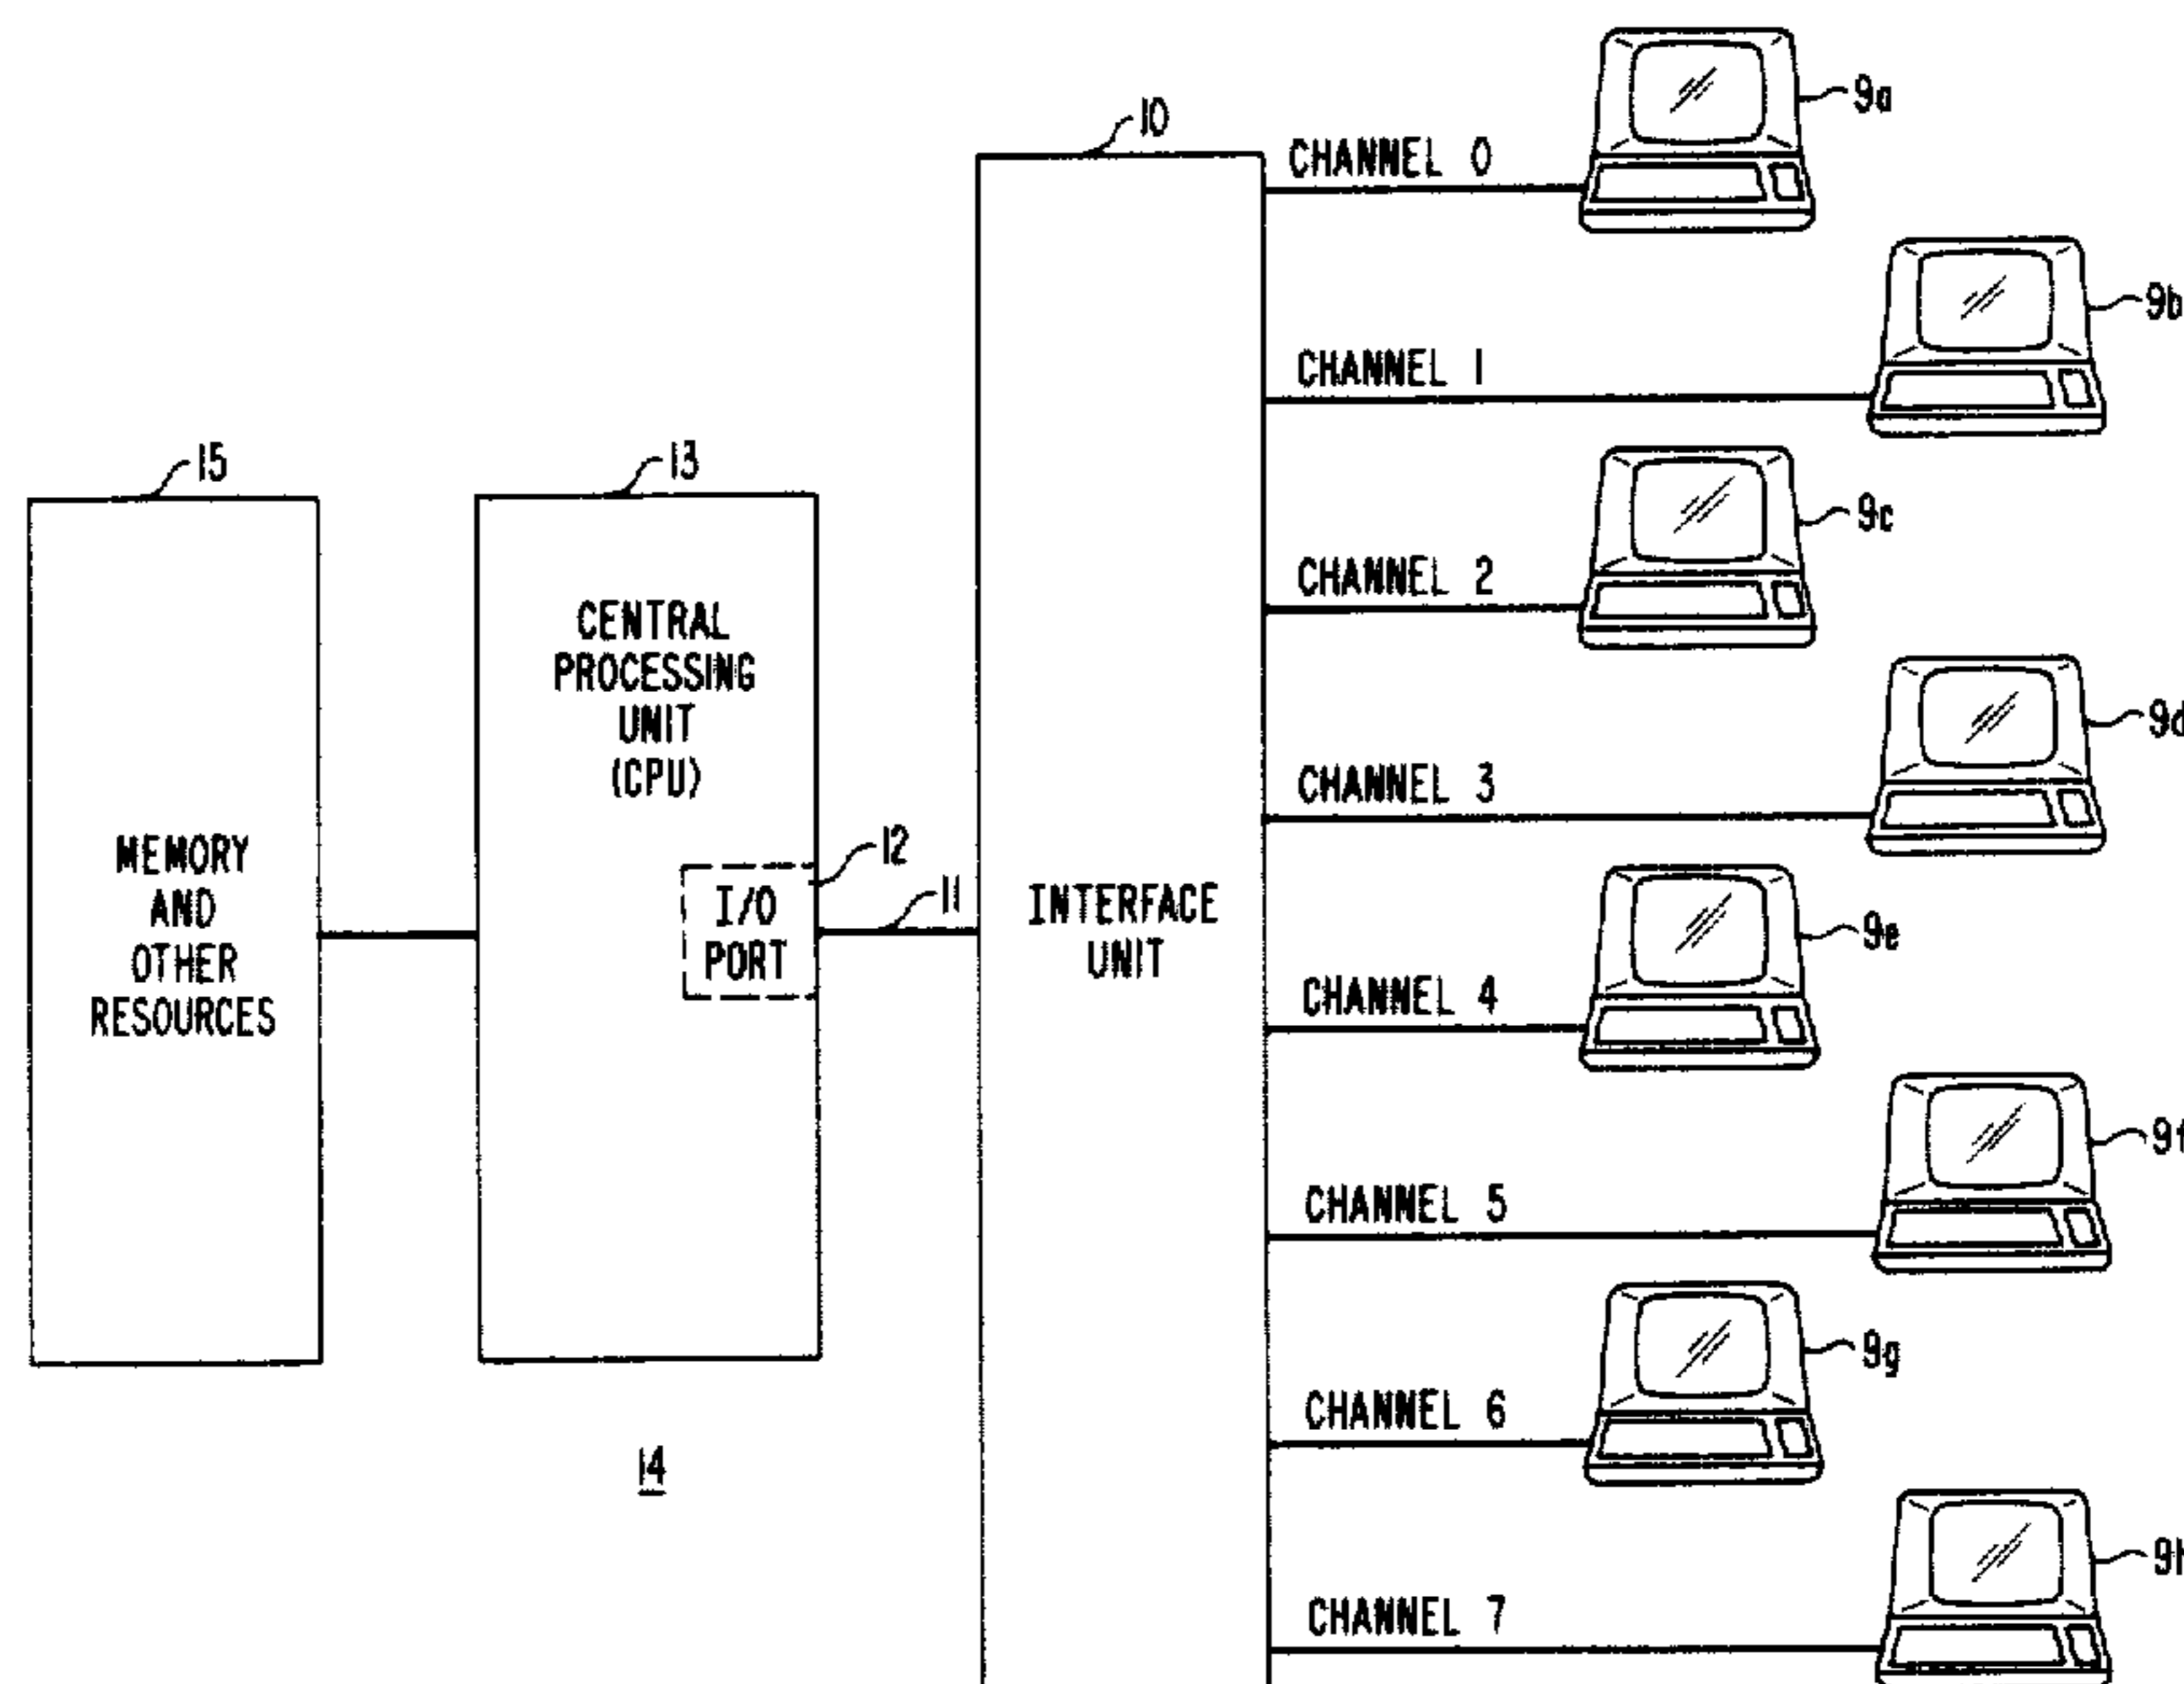 10
CHANNEL 0
9a
CHANNEL 1
9b
CHANNEL 2
9c
CHANNEL 3
9d
CHANNEL 4
9e
CHANNEL 5
9f
CHANNEL 6
9g
CHANNEL 7
9h
15
MEMORY
AND
OTHER
RESOURCES
13
CENTRAL
PROCESSING
UNIT
(CPU)
12
I/O
PORT
11
INTERFACE
UNIT
14